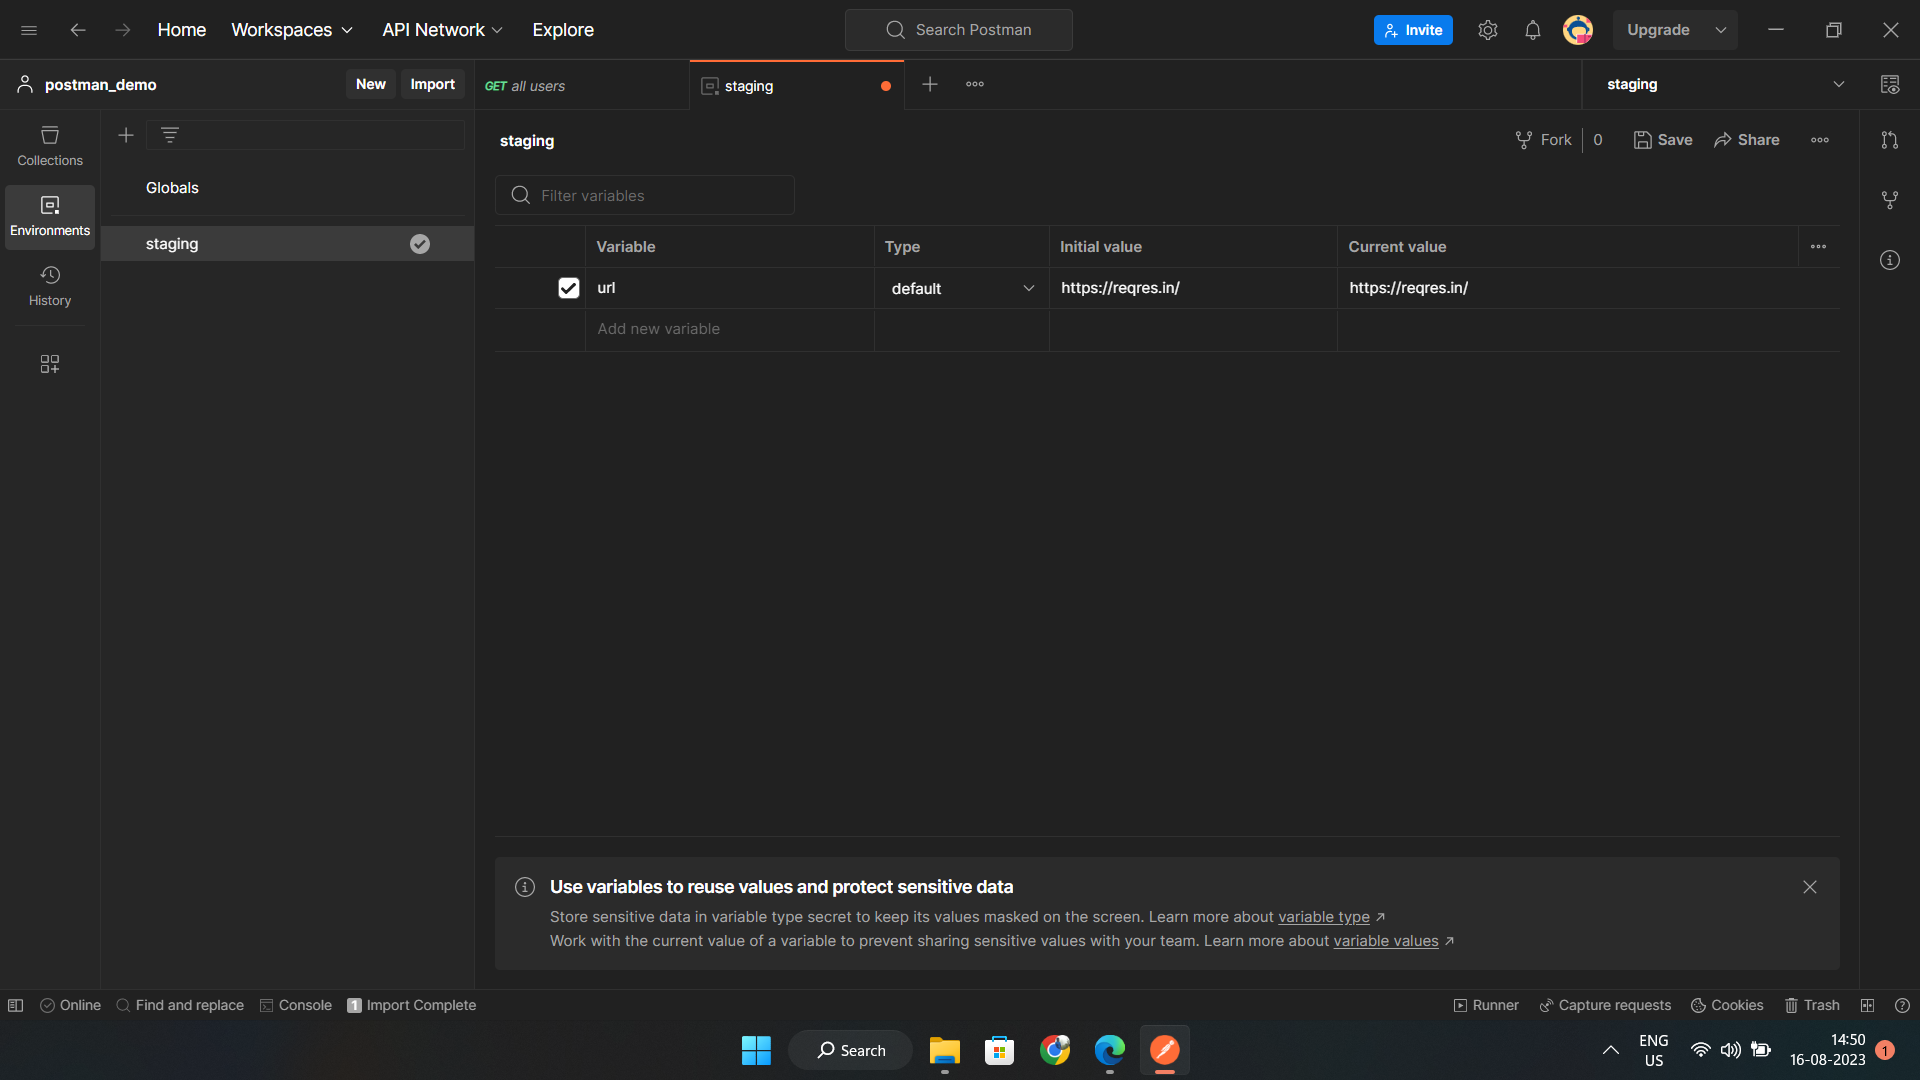 Home
Workspaces
API Network
Explore
Search Postman
Invite
Upgrade
postman_demo
New
Import
GET all users
staging
staging
Collections
Environments
History
Globals
staging
staging
Fork
0
Save
Share
Filter variables
Variable
Type
Initial value
Current value
url
default
https://reqres.in/
https://reqres.in/
Add new variable
Use variables to reuse values and protect sensitive data
Store sensitive data in variable type secret to keep its values masked on the screen. Learn more about variable type ↗
Work with the current value of a variable to prevent sharing sensitive values with your team. Learn more about variable values ↗
Online
Find and replace
Console
1 Import Complete
Runner
Capture requests
Cookies
Trash
Search
ENG
US
14:50
16-08-2023
1